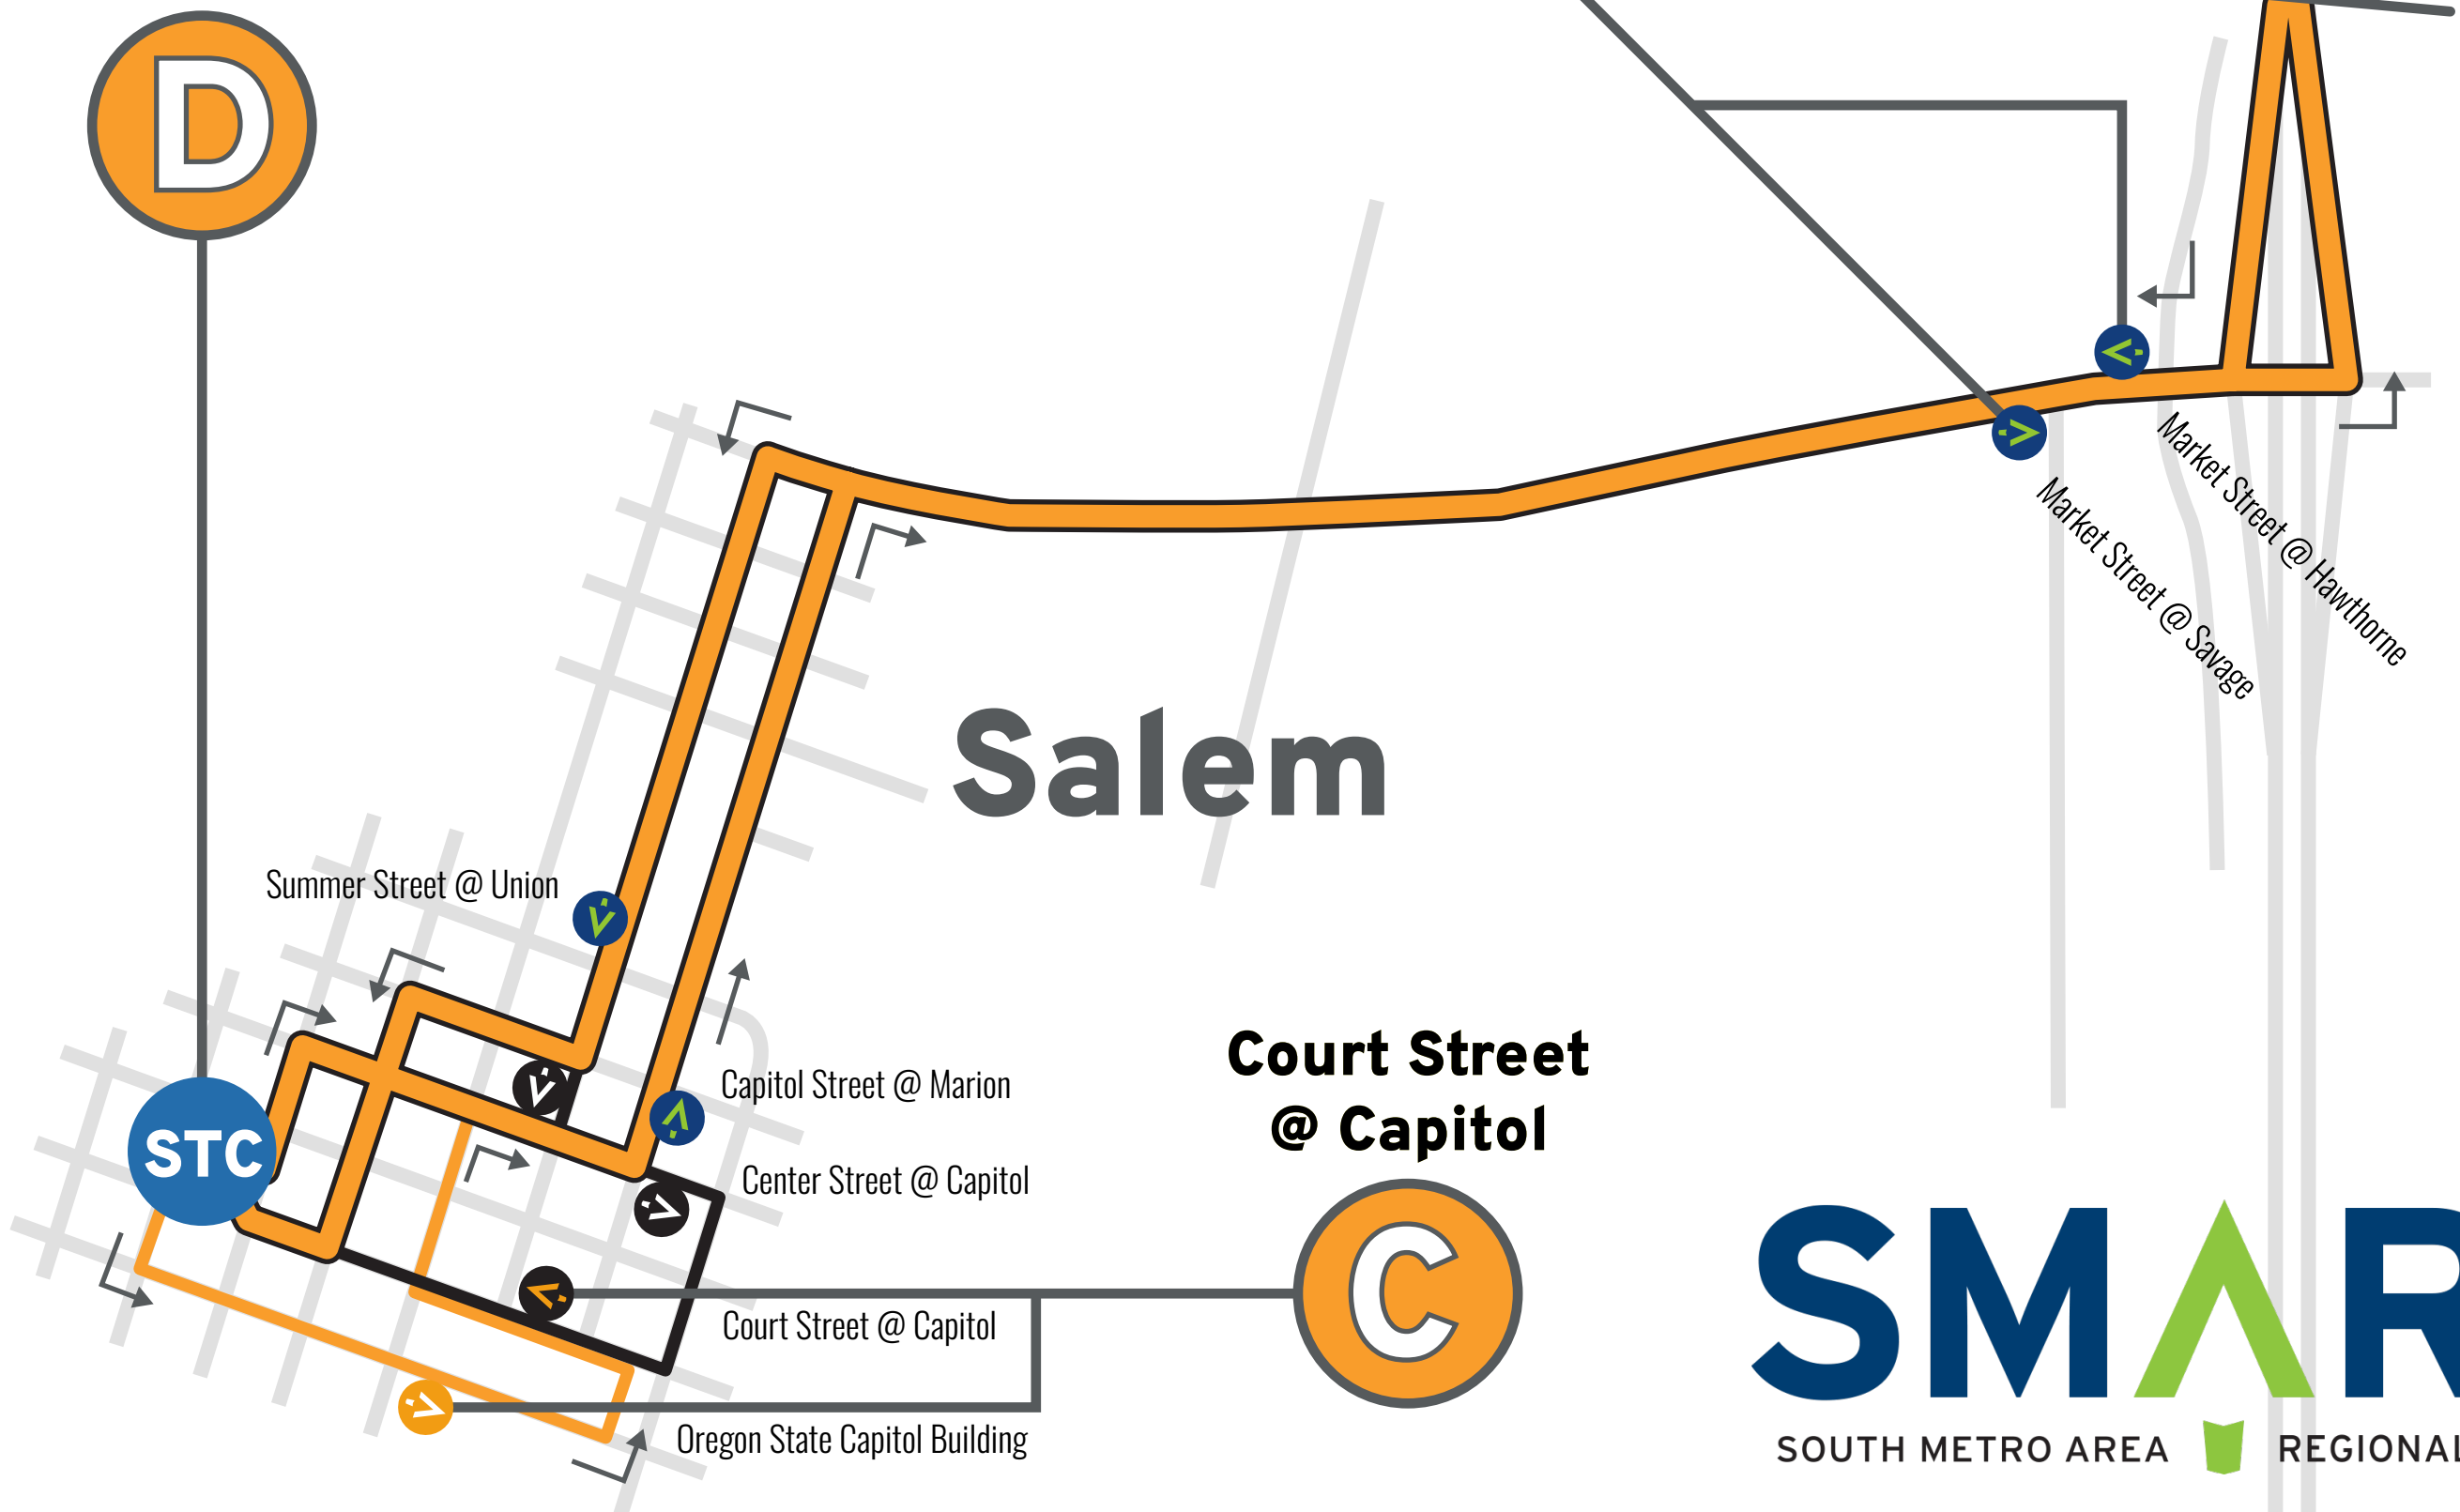 D
Market Street @ Hawthorne
Market Street @ Savage
Salem
Summer Street @ Union
Capitol Street @ Marion
Court Street
@ Capitol
STC
Center Street @ Capitol
C
Court Street @ Capitol
Oregon State Capitol Building
SMAR
SOUTH METRO AREA REGIONAL